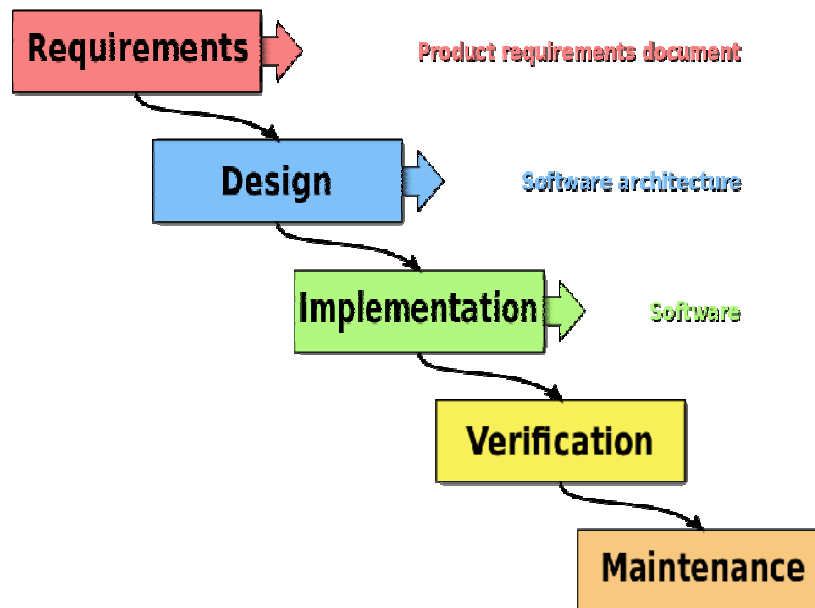 Requirements
Product requirements document
Design
Software architecture
Implementation
Software
Verification
Maintenance